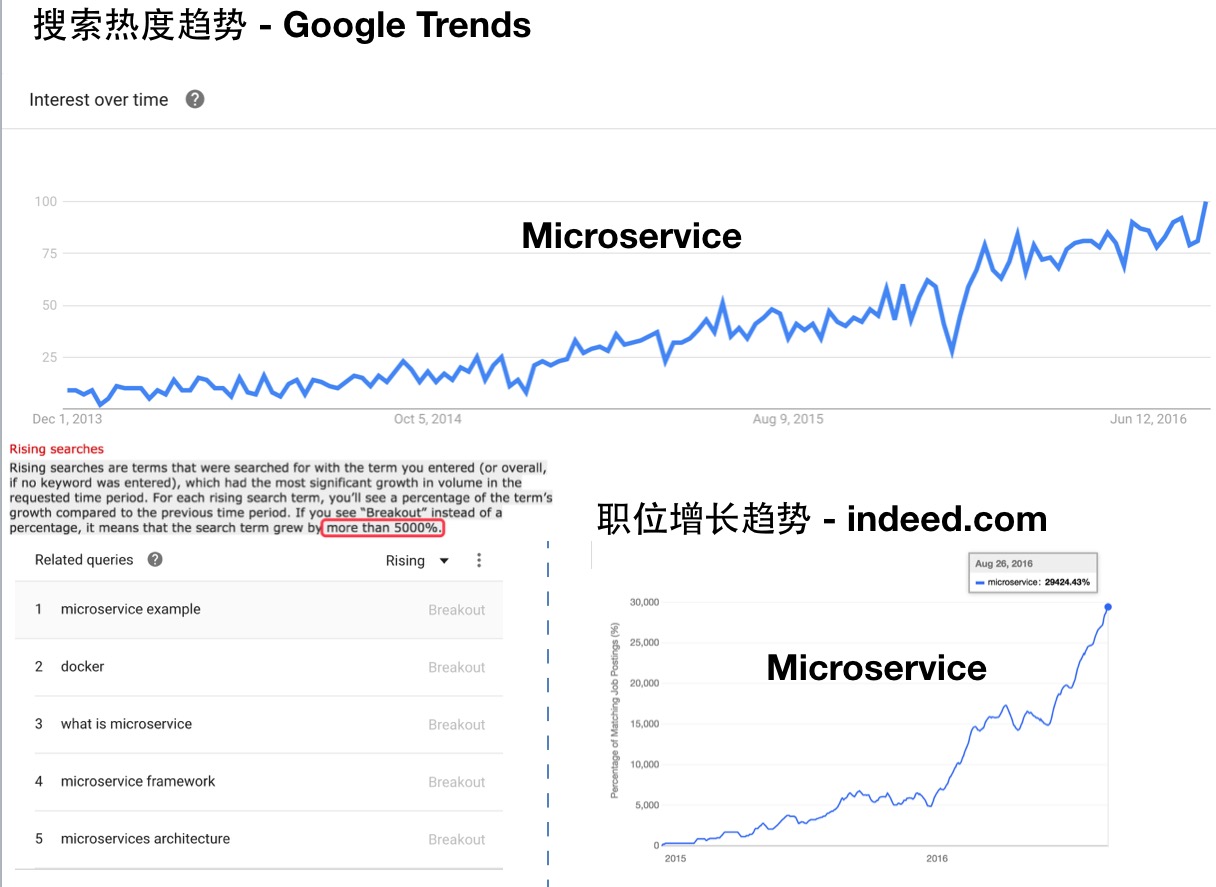 搜索热度趋势 - Google Trends
Interest over time ?
Microservice
100
75
50
25
Dec 1, 2013
Oct 5, 2014
Aug 9, 2015
Jun 12, 2016
Rising searches
Rising searches are terms that were searched for with the term you entered (or overall,
if no keyword was entered), which had the most significant growth in volume in the
requested time period. For each rising search term, you'll see a percentage of the term's
growth compared to the previous time period. If you see "Breakout" instead of a
percentage, it means that the search term grew by more than 5000%.
Related queries ? Rising
1 microservice example Breakout
2 docker Breakout
3 what is microservice Breakout
4 microservice framework Breakout
5 microservices architecture Breakout
职位增长趋势 - indeed.com
Aug 26, 2016
microservice: 29424.43%
Microservice
Percentage of Matching Job Postings (%)
30,000
25,000
20,000
15,000
10,000
5,000
0
2015
2016